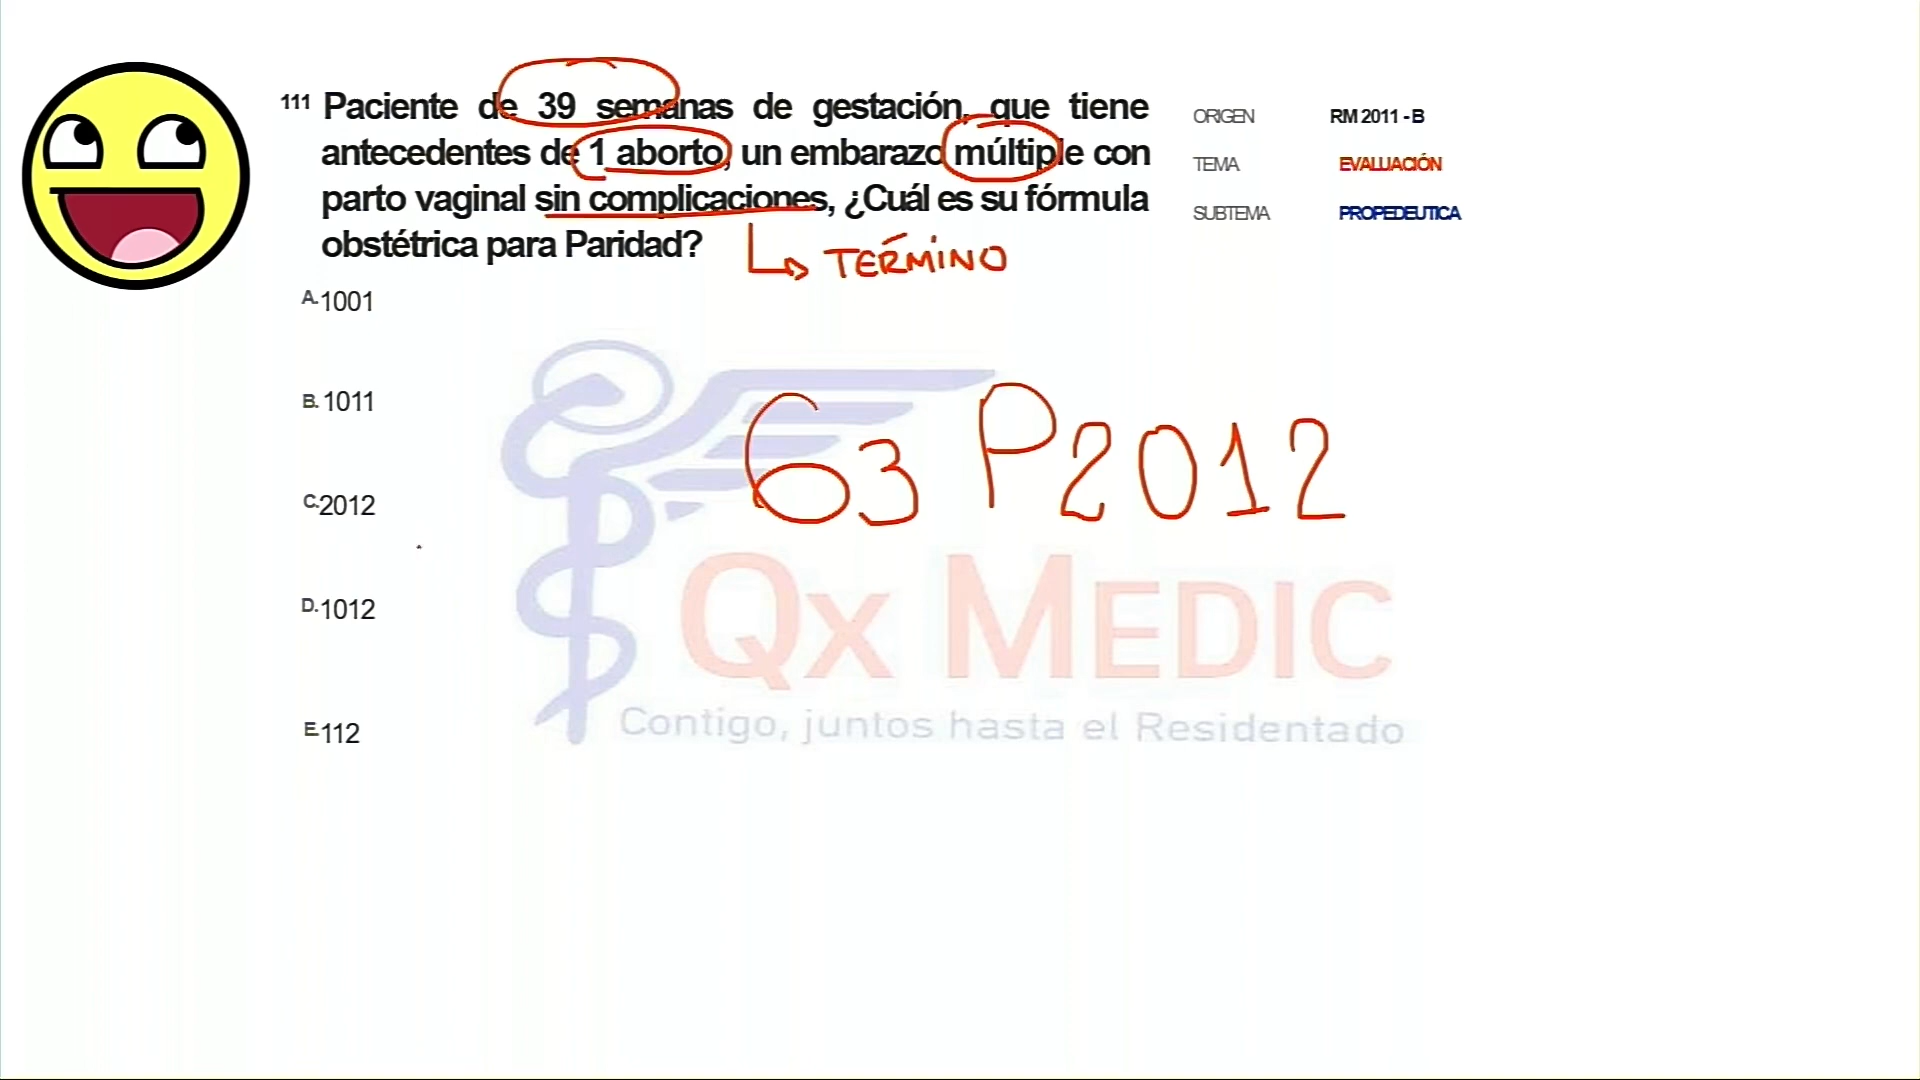 111 Paciente de 39 semanas de gestación, que tiene
antecedentes de 1 aborto, un embarazo múltiple con
parto vaginal sin complicaciones, ¿Cuál es su fórmula
obstétrica para Paridad?
TÉRMINO
A. 1001
B. 1011
C. 2012
D. 1012
E. 112
ORIGEN RM 2011 - B
TEMA EVALUACIÓN
SUBTEMA PROPEDEUTICA
G3 P2012
QX MEDIC
Contigo, juntos hasta el Residentado